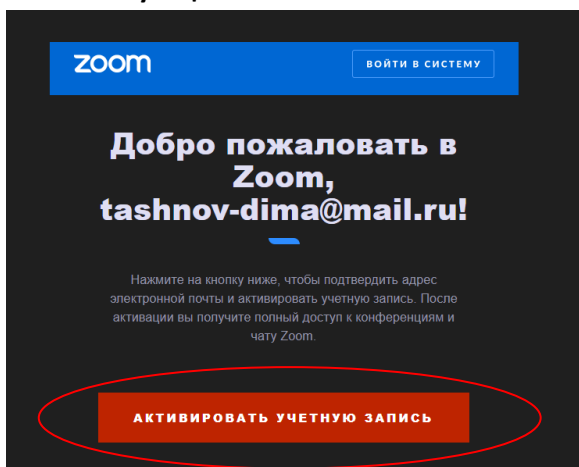 zoom
ВОЙТИ В СИСТЕМУ
Добро пожаловать в
Zoom,
tashnov-dima@mail.ru!
Нажмите на кнопку ниже, чтобы подтвердить адрес
электронной почты и активировать учетную запись. После
активации вы получите полный доступ к конференциям и
чату Zoom.
АКТИВИРОВАТЬ УЧЕТНУЮ ЗАПИСЬ